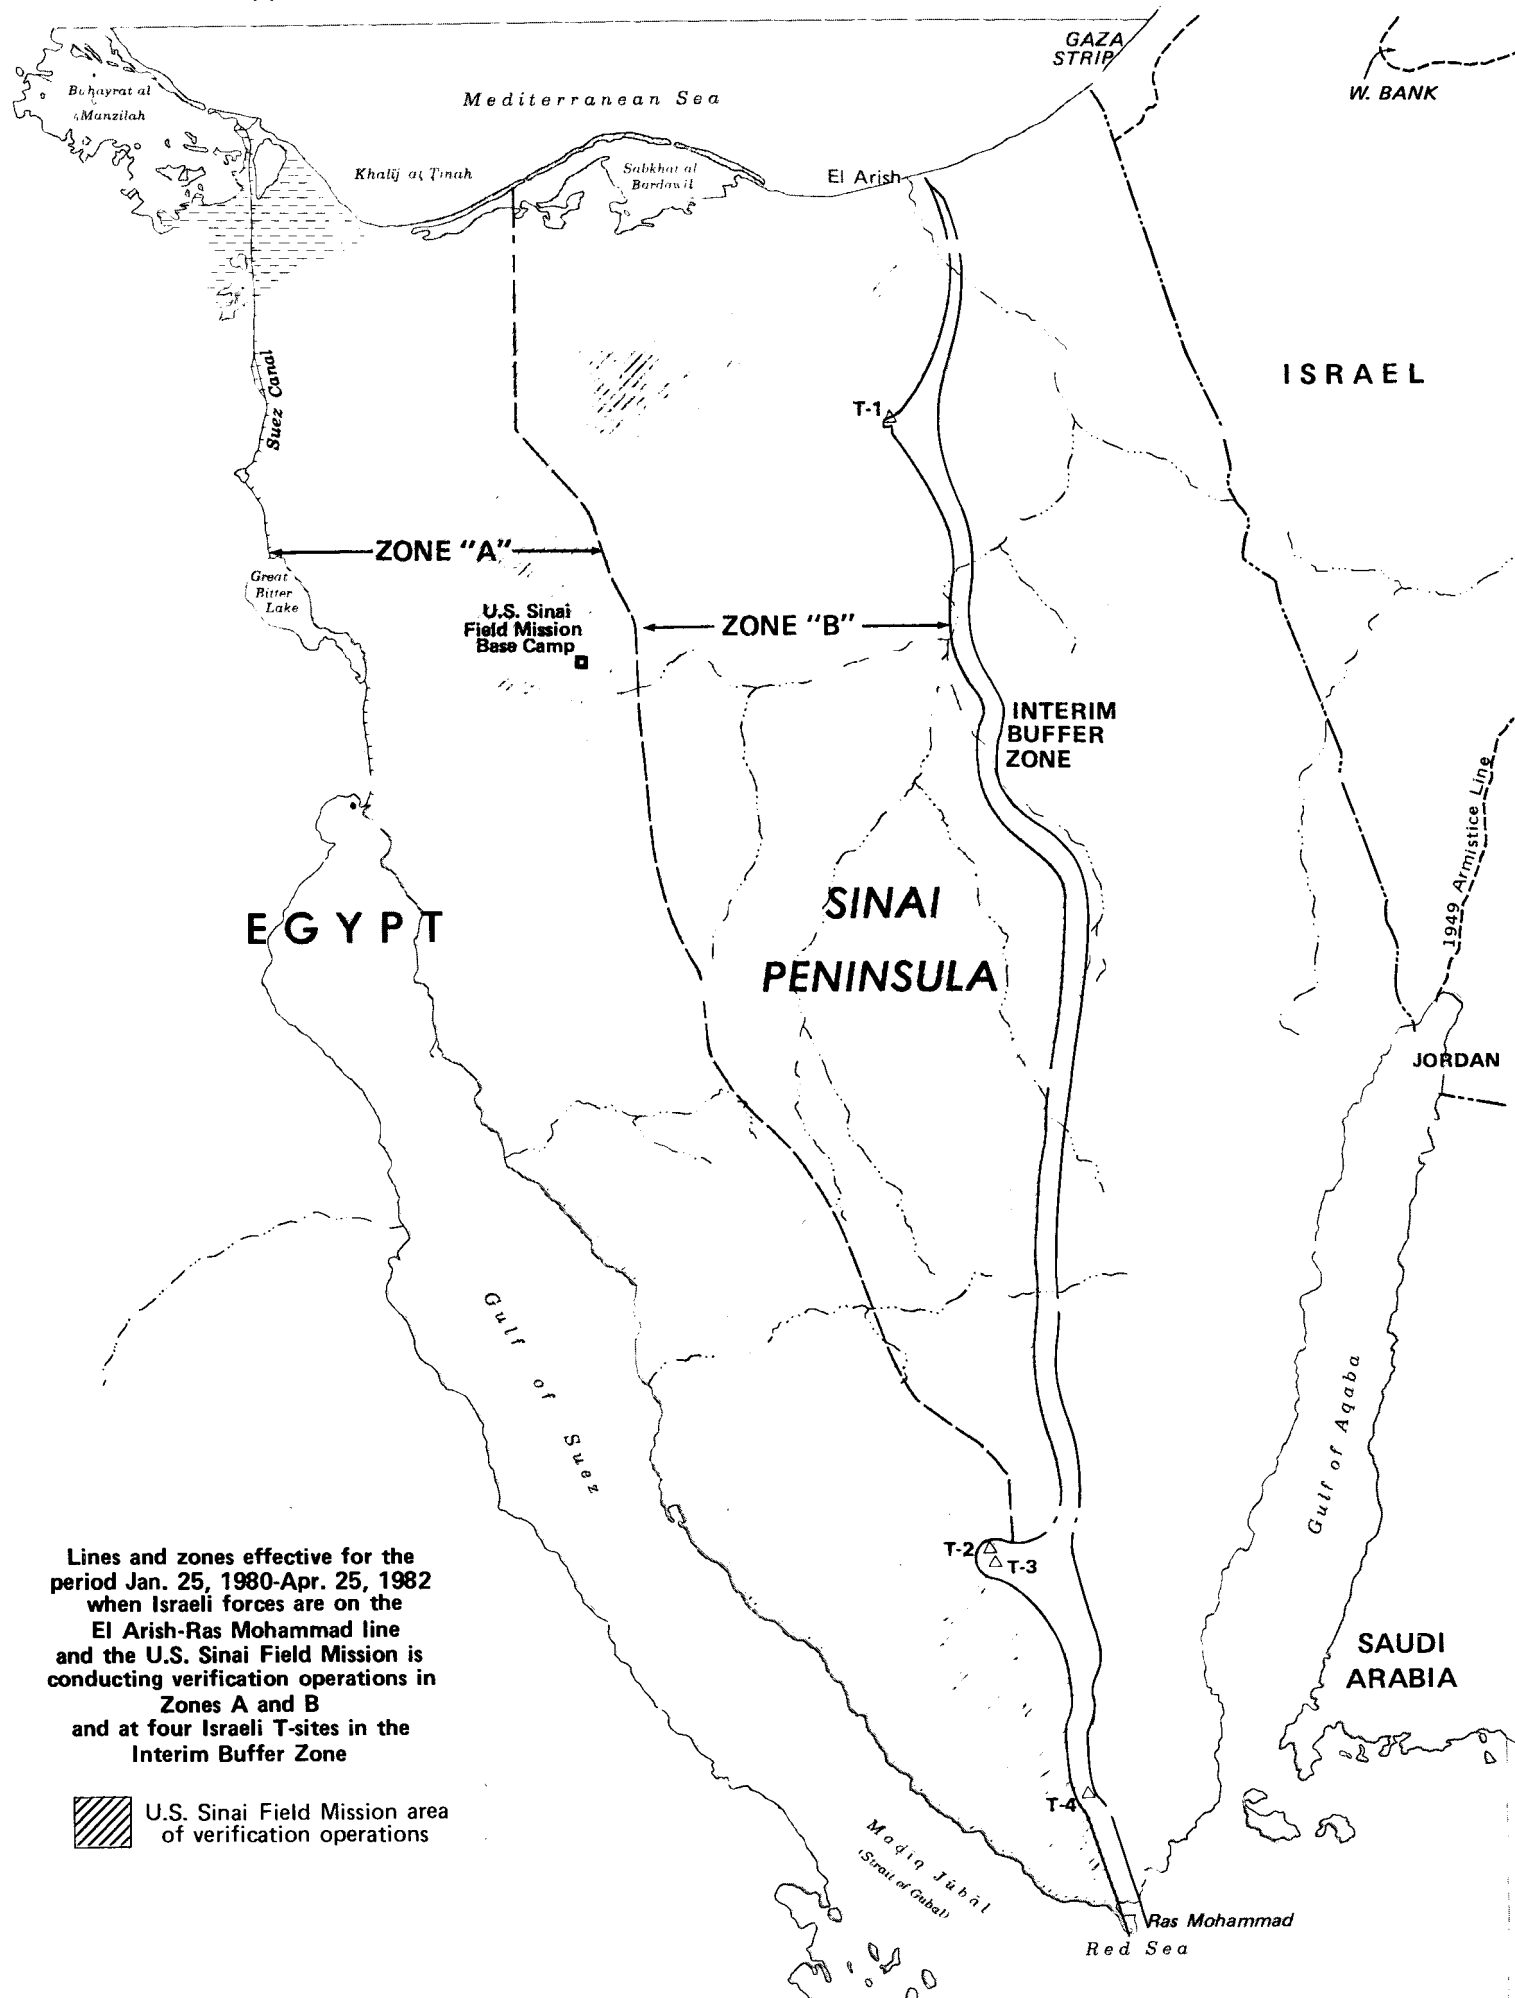 GAZA
STRIP
W. BANK
Buhayrat al
Manzilah
Mediterranean Sea
Khalij at Tinah
Sabkhat al
Bardawil
El Arish
Suez Canal
ISRAEL
T-1
ZONE "A"
Great
Bitter
Lake
U.S. Sinai
Field Mission
Base Camp
ZONE "B"
INTERIM
BUFFER
ZONE
1949 Armistice Line
EGYPT
SINAI
PENINSULA
JORDAN
Gulf of Suez
Gulf of Aqaba
T-2
T-3
Lines and zones effective for the
period Jan. 25, 1980-Apr. 25, 1982
when Israeli forces are on the
El Arish-Ras Mohammad line
and the U.S. Sinai Field Mission is
conducting verification operations in
Zones A and B
and at four Israeli T-sites in the
Interim Buffer Zone
SAUDI
ARABIA
U.S. Sinai Field Mission area
of verification operations
T-4
Madiq Jūbāl
(Strait of Gubal)
Ras Mohammad
Red Sea